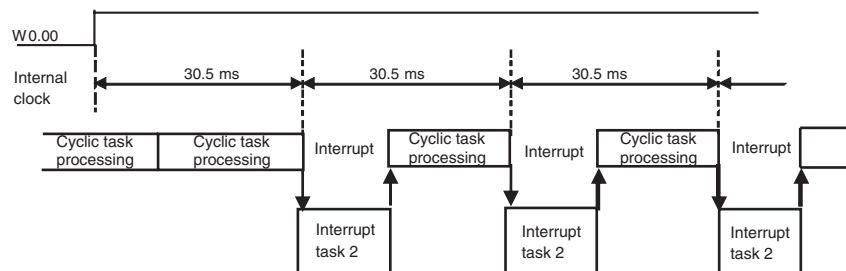 W0.00
Internal
clock
30.5 ms
30.5 ms
30.5 ms
Cyclic task
processing
Cyclic task
processing
Interrupt
Cyclic task
processing
Interrupt
Cyclic task
processing
Interrupt
Interrupt
task 2
Interrupt
task 2
Interrupt
task 2